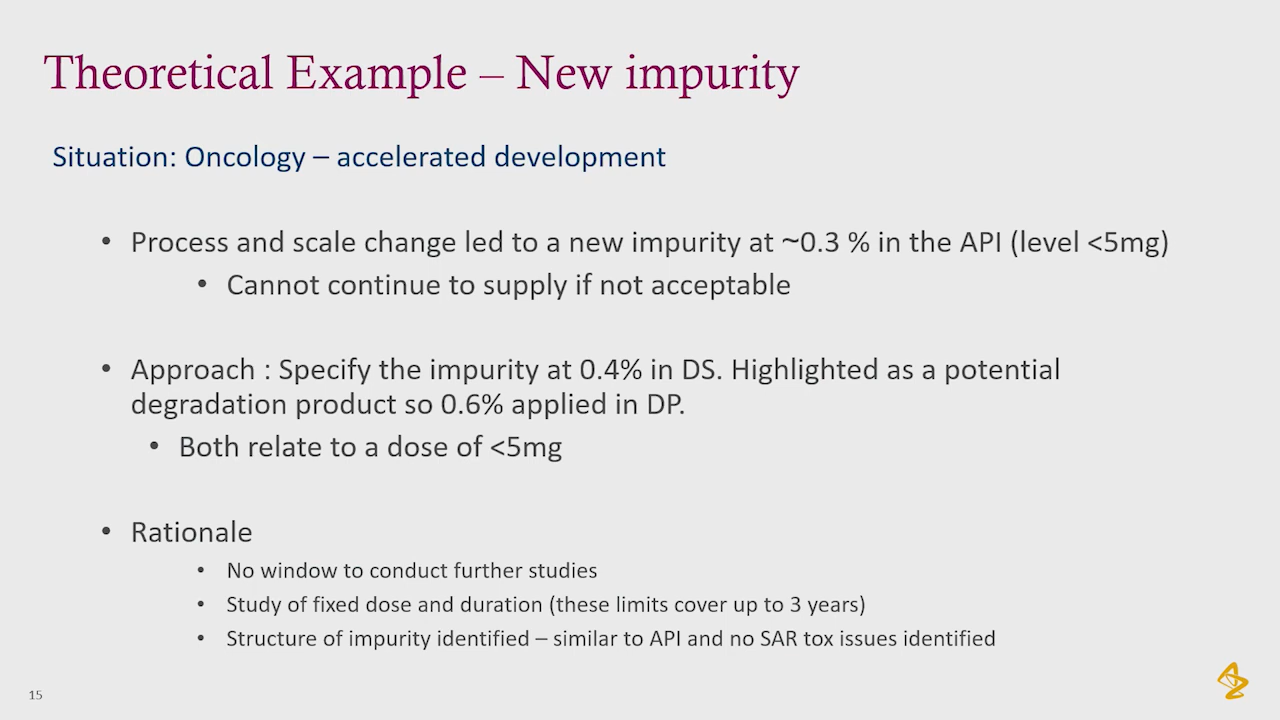 Theoretical Example – New impurity
Situation: Oncology – accelerated development
• Process and scale change led to a new impurity at ~0.3 % in the API (level <5mg)
• Cannot continue to supply if not acceptable
• Approach : Specify the impurity at 0.4% in DS. Highlighted as a potential
degradation product so 0.6% applied in DP.
• Both relate to a dose of <5mg
• Rationale
• No window to conduct further studies
• Study of fixed dose and duration (these limits cover up to 3 years)
• Structure of impurity identified – similar to API and no SAR tox issues identified
15